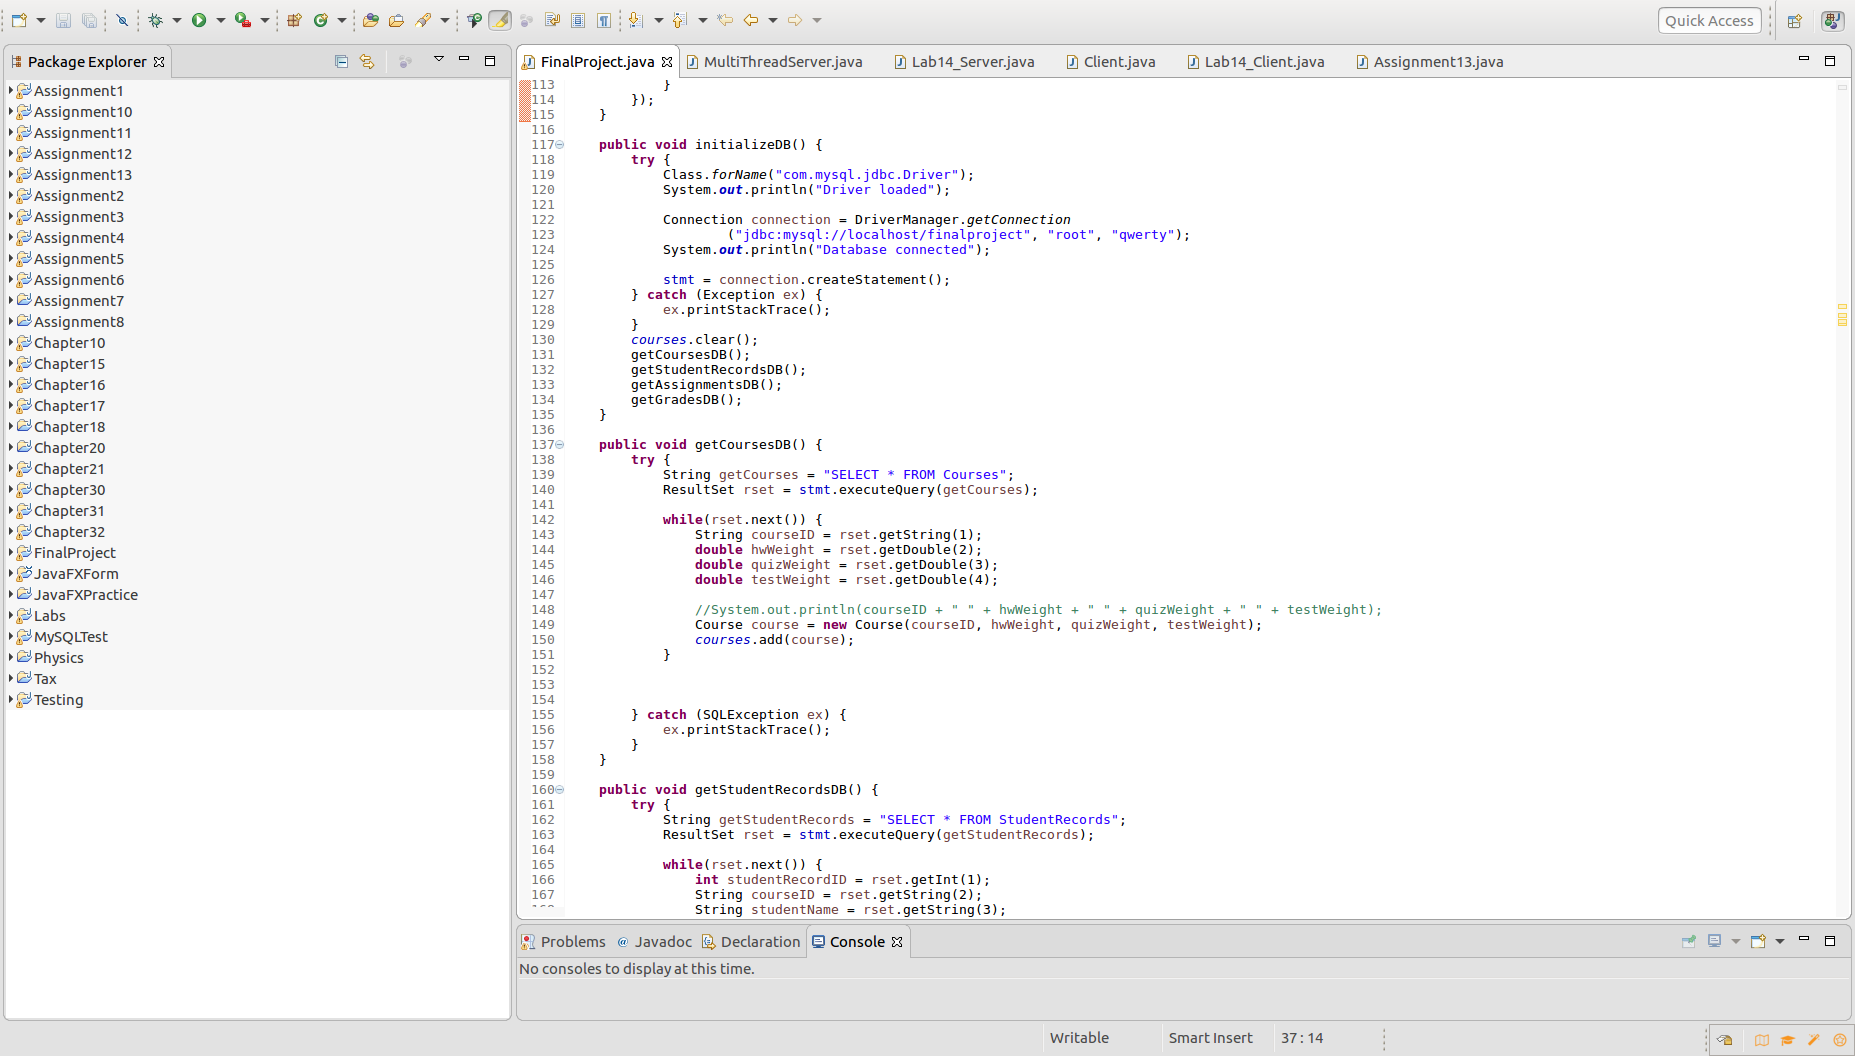 Quick Access
Package Explorer
Assignment1
Assignment10
Assignment11
Assignment12
Assignment13
Assignment2
Assignment3
Assignment4
Assignment5
Assignment6
Assignment7
Assignment8
Chapter10
Chapter15
Chapter16
Chapter17
Chapter18
Chapter20
Chapter21
Chapter30
Chapter31
Chapter32
FinalProject
JavaFXForm
JavaFXPractice
Labs
MySQLTest
Physics
Tax
Testing
FinalProject.java MultiThreadServer.java Lab14_Server.java Client.java Lab14_Client.java Assignment13.java
113 }
114 });
115 }
116
117 public void initializeDB() {
118 try {
119 Class.forName("com.mysql.jdbc.Driver");
120 System.out.println("Driver loaded");
121
122 Connection connection = DriverManager.getConnection
123 ("jdbc:mysql://localhost/finalproject", "root", "qwerty");
124 System.out.println("Database connected");
125
126 stmt = connection.createStatement();
127 } catch (Exception ex) {
128 ex.printStackTrace();
129 }
130 courses.clear();
131 getCoursesDB();
132 getStudentRecordsDB();
133 getAssignmentsDB();
134 getGradesDB();
135 }
136
137 public void getCoursesDB() {
138 try {
139 String getCourses = "SELECT * FROM Courses";
140 ResultSet rset = stmt.executeQuery(getCourses);
141
142 while(rset.next()) {
143 String courseID = rset.getString(1);
144 double hwWeight = rset.getDouble(2);
145 double quizWeight = rset.getDouble(3);
146 double testWeight = rset.getDouble(4);
147
148 //System.out.println(courseID + " " + hwWeight + " " + quizWeight + " " + testWeight);
149 Course course = new Course(courseID, hwWeight, quizWeight, testWeight);
150 courses.add(course);
151 }
152
153
154
155 } catch (SQLException ex) {
156 ex.printStackTrace();
157 }
158 }
159
160 public void getStudentRecordsDB() {
161 try {
162 String getStudentRecords = "SELECT * FROM StudentRecords";
163 ResultSet rset = stmt.executeQuery(getStudentRecords);
164
165 while(rset.next()) {
166 int studentRecordID = rset.getInt(1);
167 String courseID = rset.getString(2);
String studentName = rset.getString(3);
Problems Javadoc Declaration Console
No consoles to display at this time.
Writable Smart Insert 37 : 14